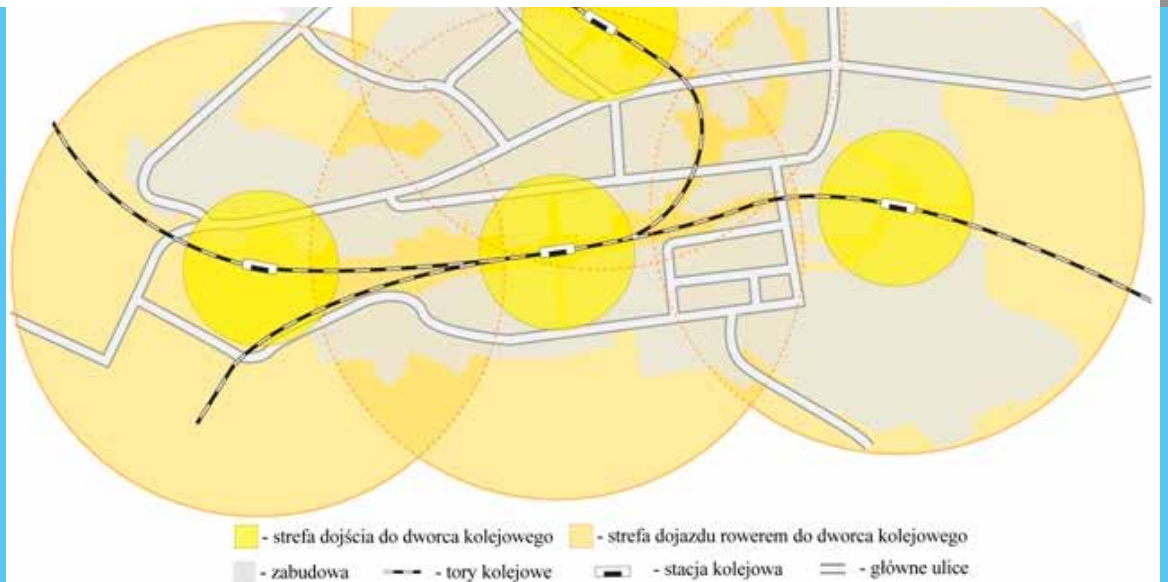 - strefa dojścia do dworca kolejowego - strefa dojazdu rowerem do dworca kolejowego
- zabudowa - tory kolejowe - stacja kolejowa - główne ulice